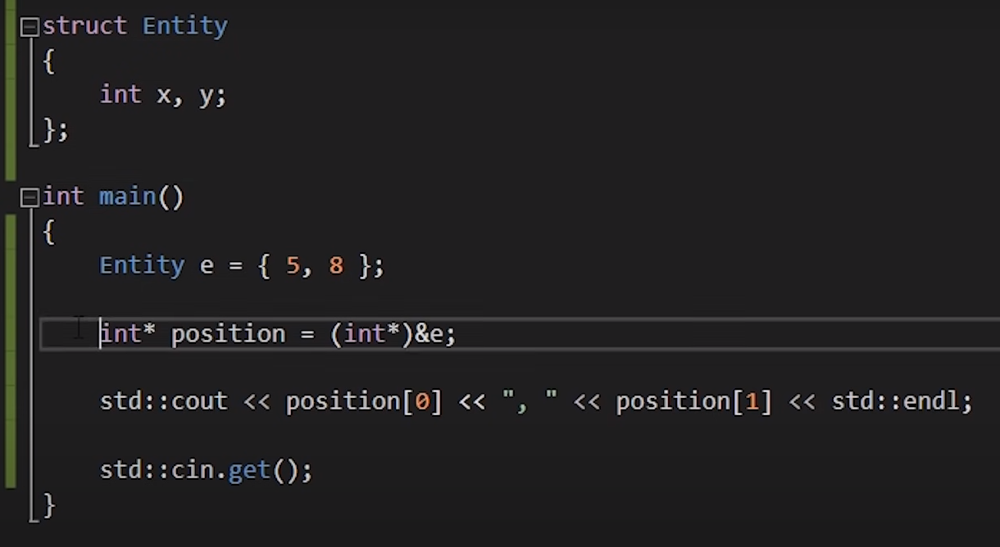 struct Entity
{
    int x, y;
};
int main()
{
    Entity e = { 5, 8 };
    int* position = (int*)&e;
    std::cout << position[0] << ", " << position[1] << std::endl;
    std::cin.get();
}